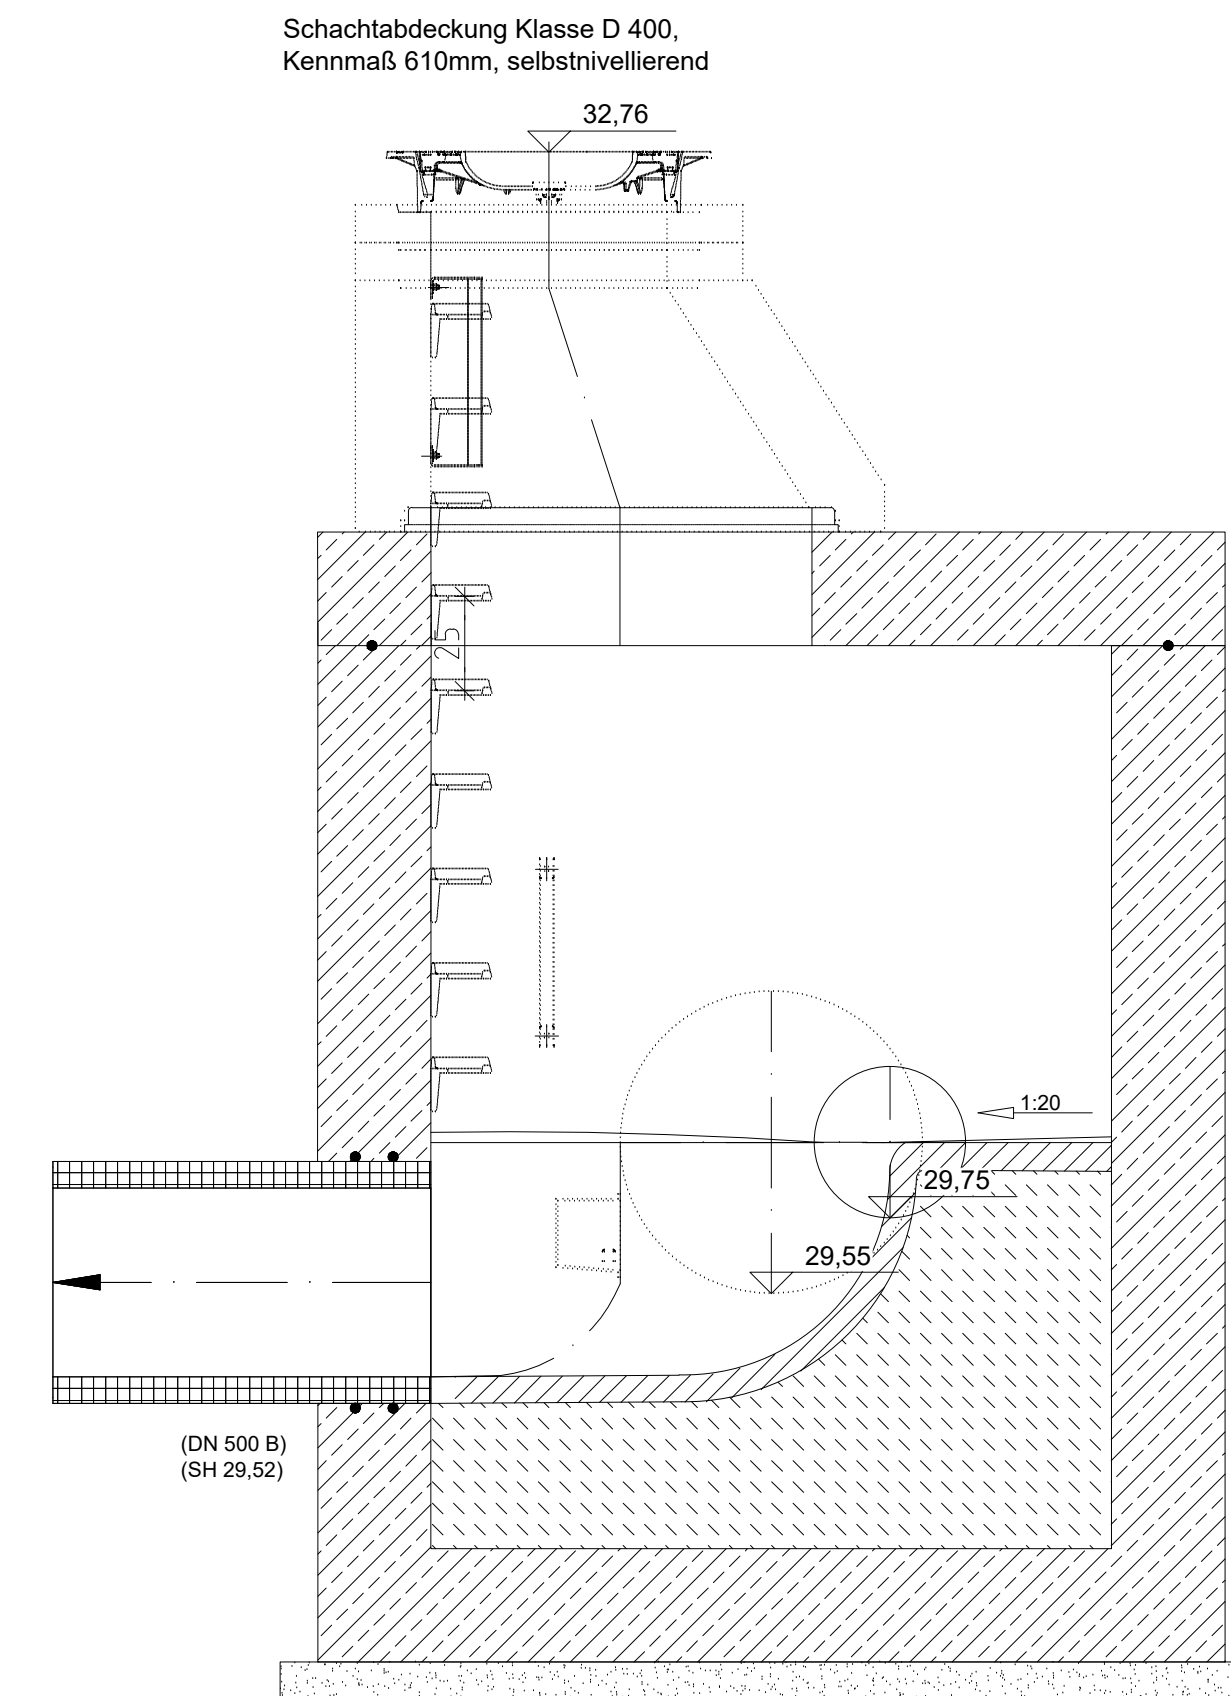 Schachtabdeckung Klasse D 400,
Kennmaß 610mm, selbstnivellierend
32,76
25
1:20
29,75
29,55
(DN 500 B)
(SH 29,52)